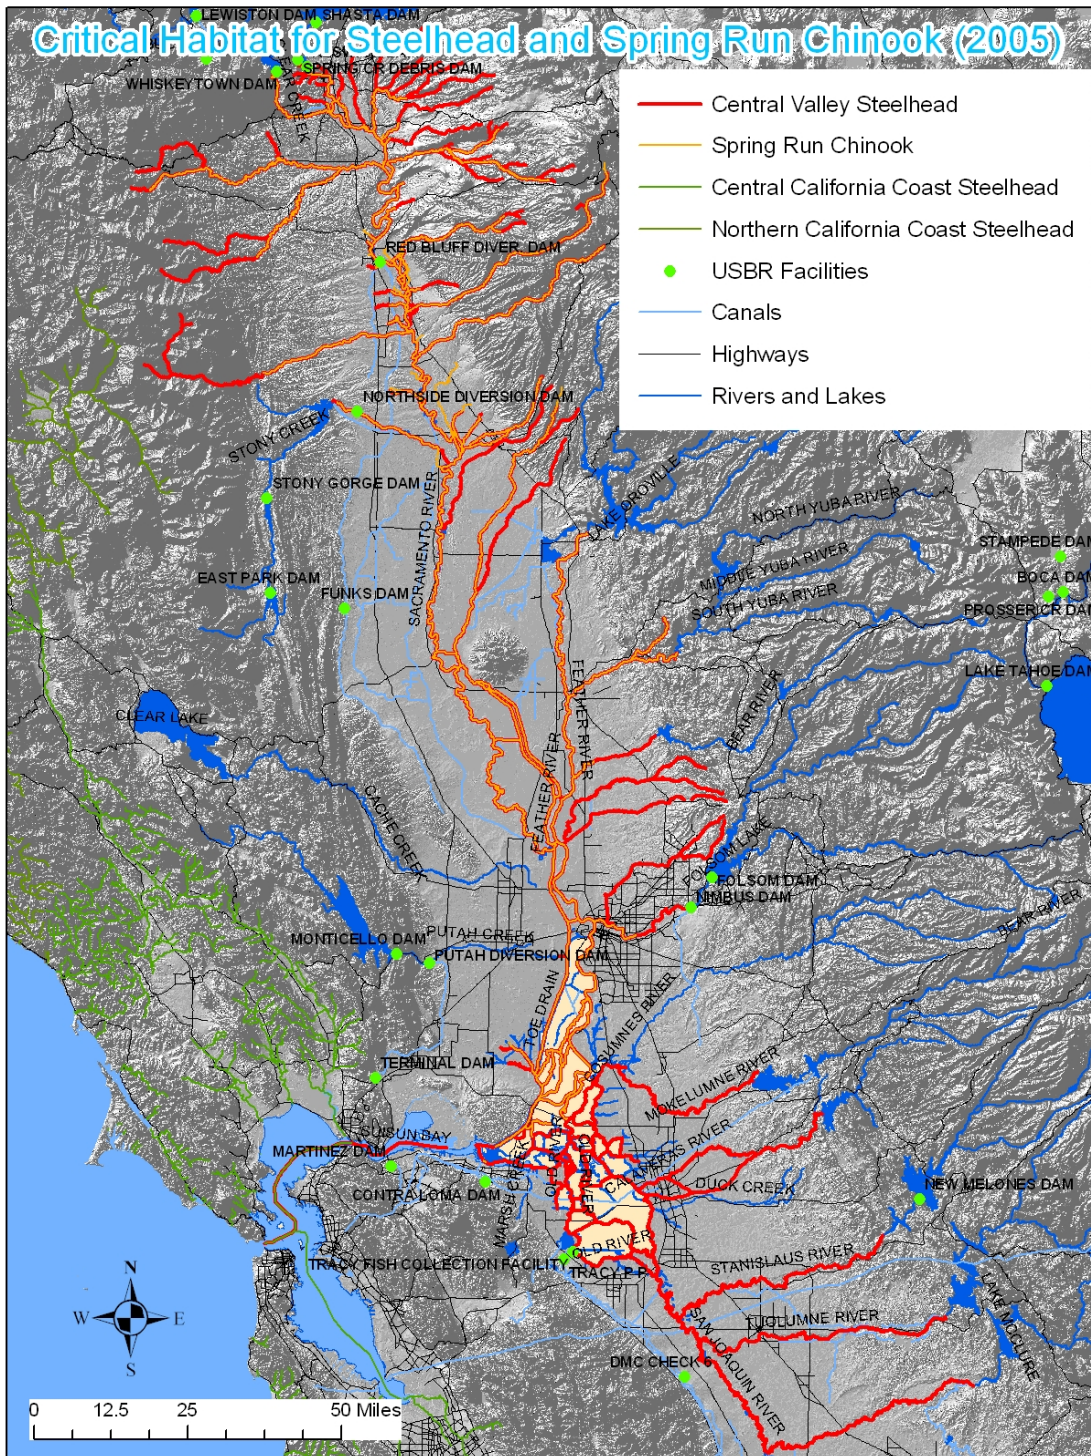 LEWISTON DAM SHASTA DAM
Critical Habitat for Steelhead and Spring Run Chinook (2005)
SPRING CR DEBRIS DAM
WHISKEYTOWN DAM
CLEAR CREEK
Central Valley Steelhead
Spring Run Chinook
Central California Coast Steelhead
Northern California Coast Steelhead
USBR Facilities
Canals
Highways
Rivers and Lakes
RED BLUFF DIVER. DAM
NORTHSIDE DIVERSION DAM
STONY CREEK
STONY GORGE DAM
SACRAMENTO RIVER
LAKE OROVILLE
NORTH YUBA RIVER
STAMPEDE DAM
MIDDLE YUBA RIVER
BOCA DAM
EAST PARK DAM
FUNKS DAM
SOUTH YUBA RIVER
PROSSERICR DAM
LAKE TAHOE DAM
FEATHER RIVER
BEAR RIVER
CLEAR LAKE
CACHE CREEK
FEATHER RIVER
FOLSOM LAKE
FOLSOM DAM
NIMBUS DAM
BEAR RIVER
PUTAH CREEK
MONTICELLO DAM
PUTAH DIVERSION DAM
TOE DRAIN
COSUMNES RIVER
TERMINAL DAM
MOKELUMNE RIVER
SUISUN BAY
MARTINEZ DAM
OLD RIVER
OLD RIVER
CALAVERAS RIVER
CONTRA LOMA DAM
MARSH CREEK
DUCK CREEK
NEW MELONES DAM
OLD RIVER
STANISLAUS RIVER
TRACY FISH COLLECTION FACILITY
TRACY P P
LAKE MCCLURE
TUOLUMNE RIVER
SAN JOAQUIN RIVER
DMC CHECK 6
N
W
E
S
0 12.5 25 50 Miles